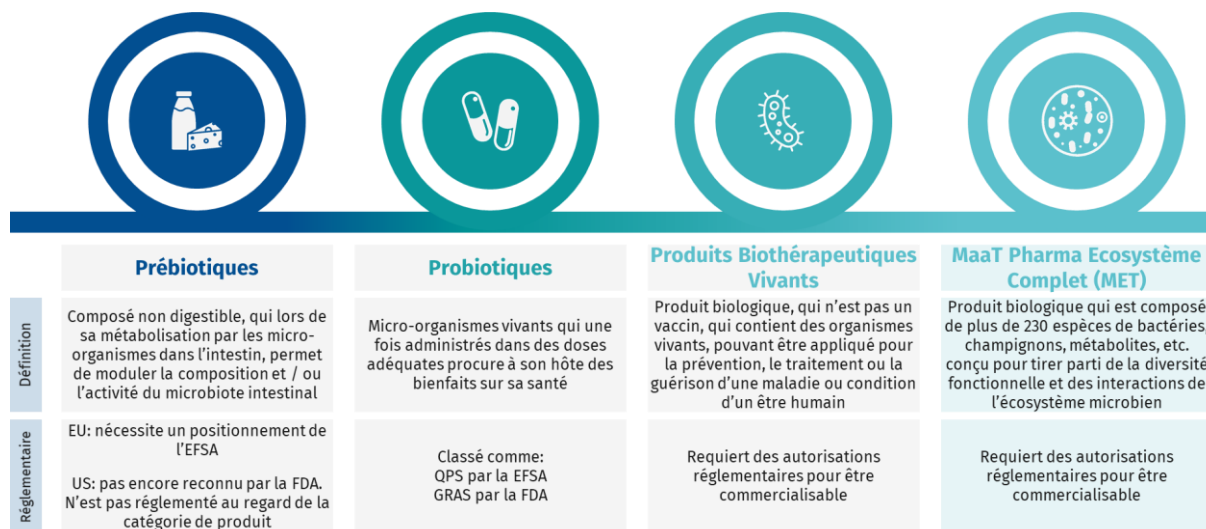 Prébiotiques
Probiotiques
Produits Biothérapeutiques
Vivants
MaaT Pharma Ecosystème
Complet (MET)
Définition
Composé non digestible, qui lors de
sa métabolisation par les micro-
organismes dans l'intestin, permet
de moduler la composition et / ou
l'activité du microbiote intestinal
Micro-organismes vivants qui une
fois administrés dans des doses
adéquates procure à son hôte des
bienfaits sur sa santé
Produit biologique, qui n'est pas un
vaccin, qui contient des organismes
vivants, pouvant être appliqué pour
la prévention, le traitement ou la
guérison d'une maladie ou condition
d'un être humain
Produit biologique qui est composé
de plus de 230 espèces de bactéries,
champignons, métabolites, etc.
conçu pour tirer parti de la diversité
fonctionnelle et des interactions de
l'écosystème microbien
Réglementaire
EU: nécessite un positionnement de
l'EFSA
US: pas encore reconnu par la FDA.
N'est pas réglementé au regard de la
catégorie de produit
Classé comme:
QPS par la EFSA
GRAS par la FDA
Requiert des autorisations
réglementaires pour être
commercialisable
Requiert des autorisations
réglementaires pour être
commercialisable